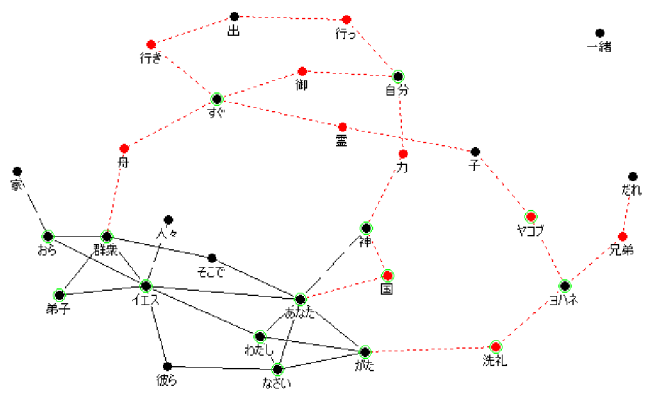 出
行っ
行ぎ
一緒
御
自分
すぐ
霊
舟
力
子
家
だれ
人々
ヤコブ
おら
群衆
神
兄弟
そこで
国
弟子
イエス
あなた
ヨハネ
わたし
がた
洗礼
彼ら
なさい